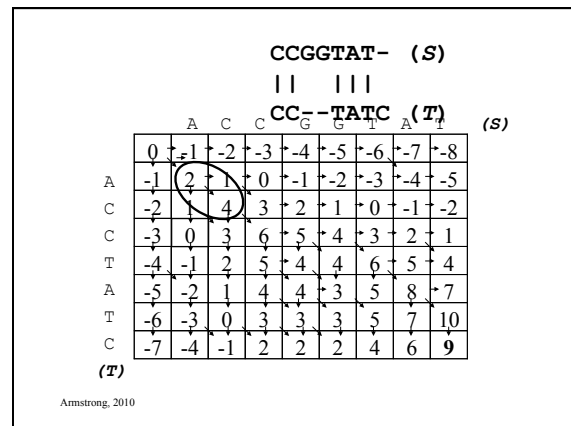 CCGGTAT- (S)
|| |||
CC--TATC (T)
A C C G G T A T (S)
0 -1 -2 -3 -4 -5 -6 -7 -8
A -1 2 1 0 -1 -2 -3 -4 -5
C -2 1 4 3 2 1 0 -1 -2
C -3 0 3 6 5 4 3 2 1
T -4 -1 2 5 4 4 6 5 4
A -5 -2 1 4 4 3 5 8 7
T -6 -3 0 3 3 3 5 7 10
C -7 -4 -1 2 2 2 4 6 9
(T)
Armstrong, 2010